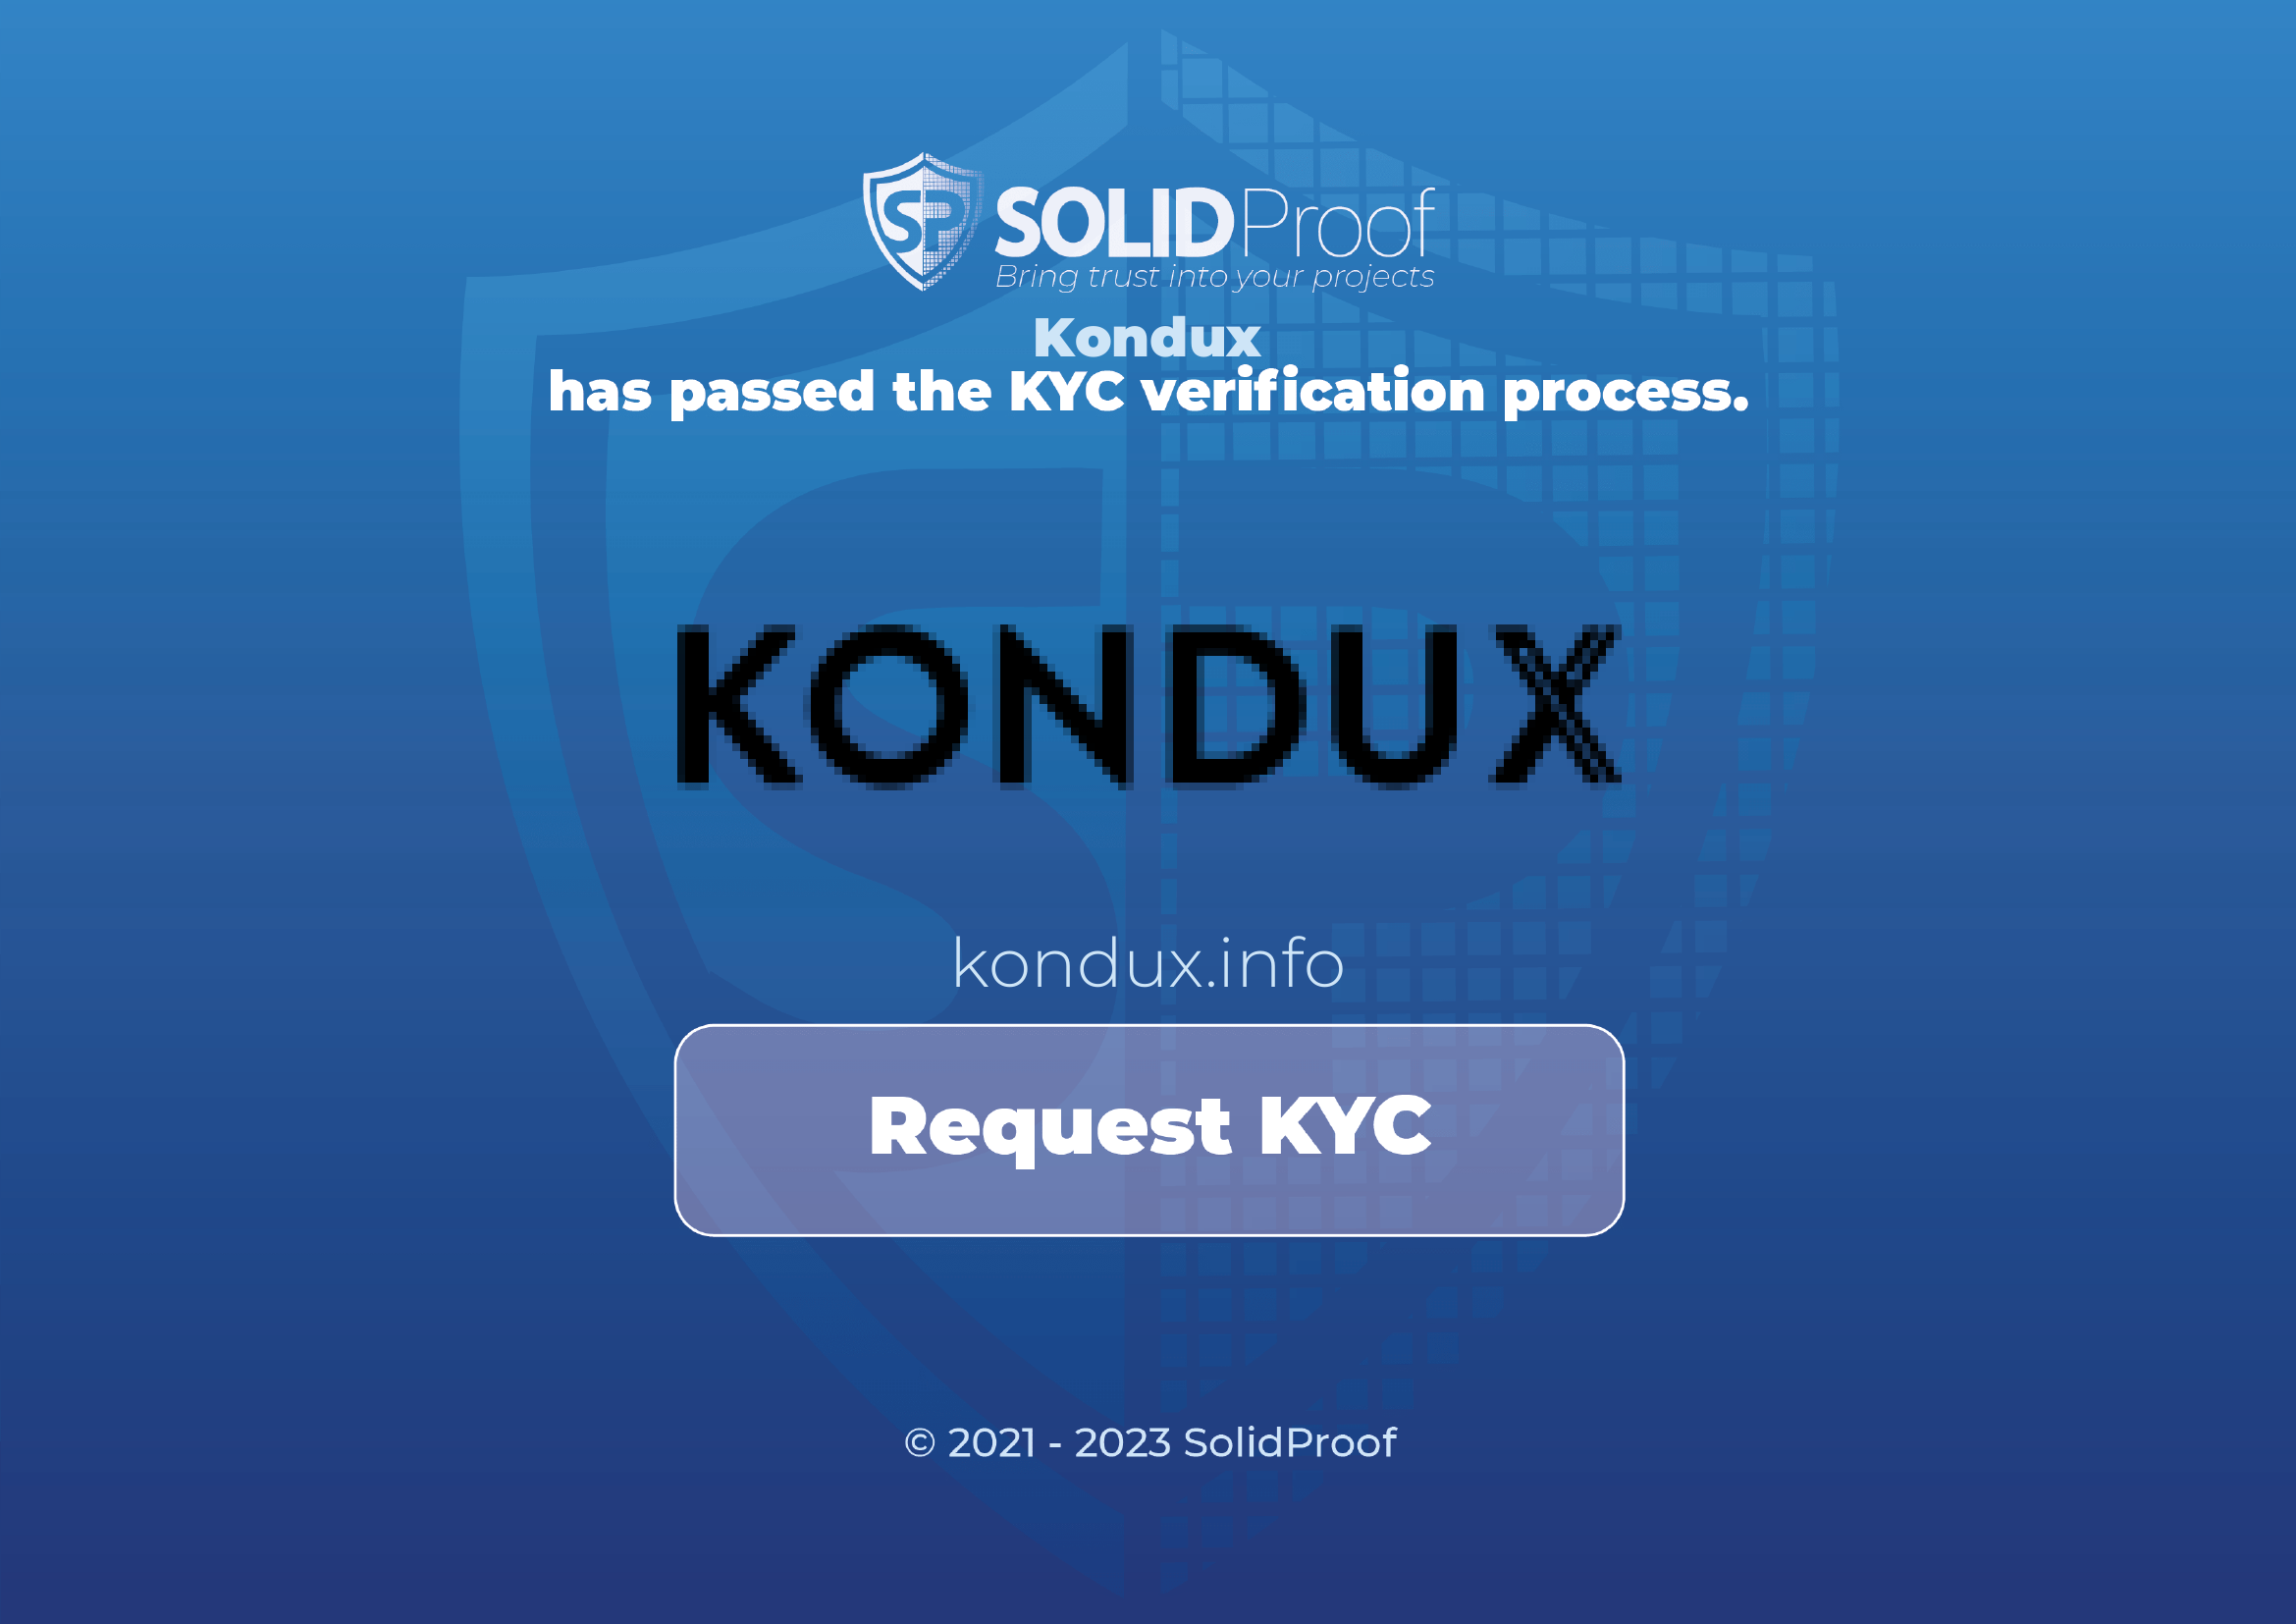 SP SOLIDProof
Bring trust into your projects
Kondux
has passed the KYC verification process.
KONDUX
kondux.info
Request KYC
© 2021 - 2023 SolidProof